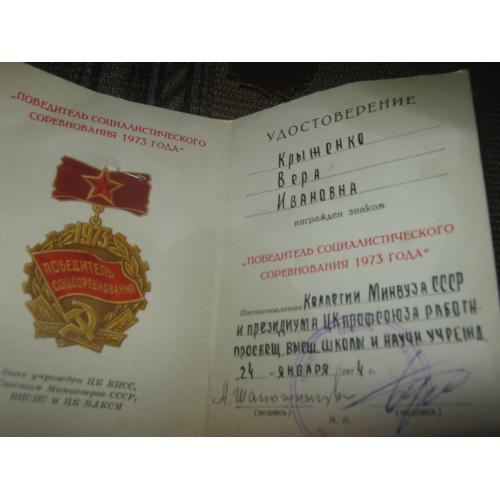 "ПОБЕДИТЕЛЬ СОЦИАЛИСТИЧЕСКОГО
СОРЕВНОВАНИЯ 1973 ГОДА"
1973
ПОБЕДИТЕЛЬ
СОЦСОРЕВНОВАНИЯ
Знак учрежден ЦК КПСС,
Советом Министров СССР,
ВЦСПС и ЦК ВЛКСМ
УДОСТОВЕРЕНИЕ
Крыженко
Вера
Ивановна
награжден знаком
"ПОБЕДИТЕЛЬ СОЦИАЛИСТИЧЕСКОГО
СОРЕВНОВАНИЯ 1973 ГОДА"
Постановление Коллегии Минвуза СССР
и президиума ЦК профсоюза работн.
просвещ. высш. школы и научн учрежд.
24 - января 1974 г.
(подпись) М. П. (подпись)